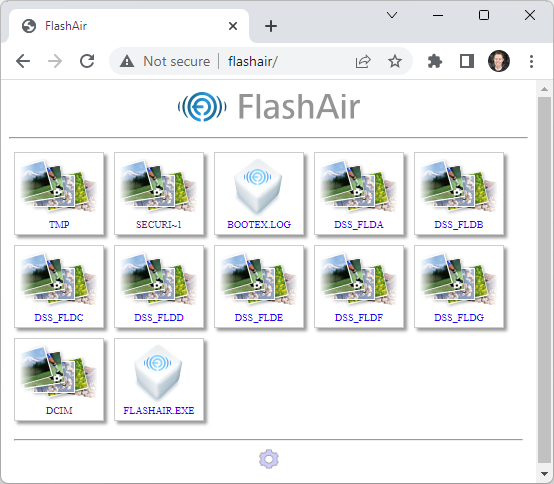 FlashAir
Not secure | flashair/
FlashAir
TMP
SECURI~1
BOOTEX.LOG
DSS_FLDA
DSS_FLDB
DSS_FLDC
DSS_FLDD
DSS_FLDE
DSS_FLDF
DSS_FLDG
DCIM
FLASHAIR.EXE